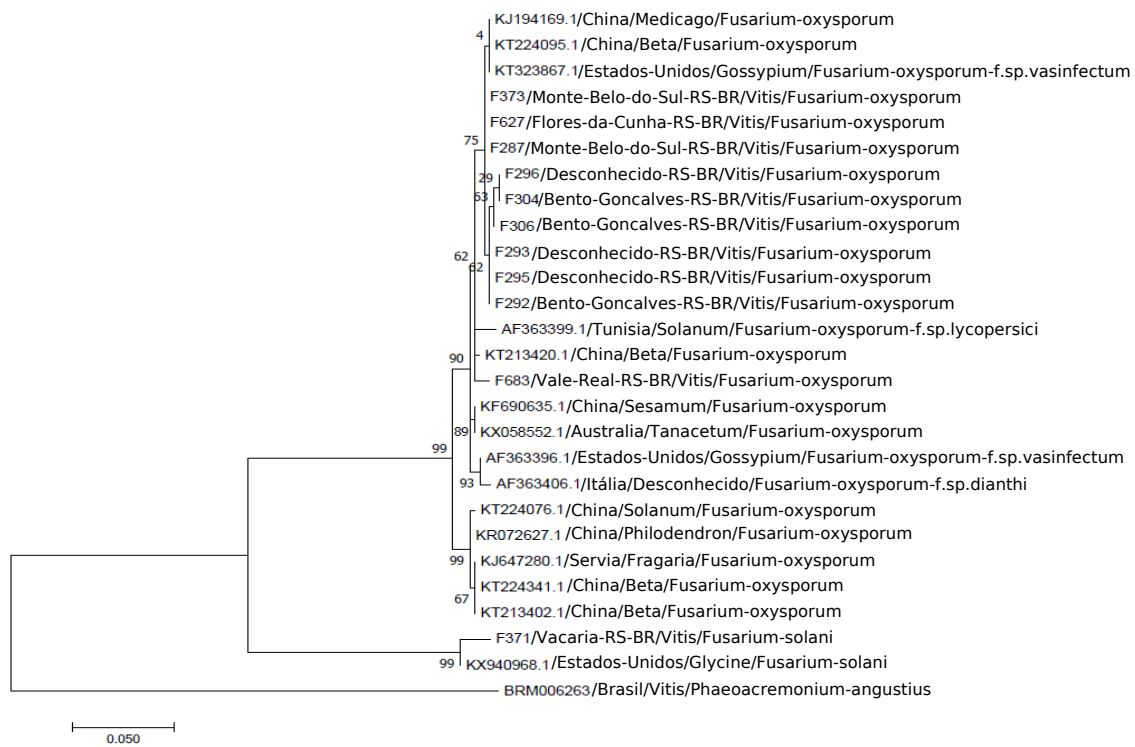 KJ194169.1/China/Medicago/Fusarium-oxysporum
4
KT224095.1/China/Beta/Fusarium-oxysporum
KT323867.1/Estados-Unidos/Gossypium/Fusarium-oxysporum-f.sp.vasinfectum
F373/Monte-Belo-do-Sul-RS-BR/Vitis/Fusarium-oxysporum
F627/Flores-da-Cunha-RS-BR/Vitis/Fusarium-oxysporum
75
F287/Monte-Belo-do-Sul-RS-BR/Vitis/Fusarium-oxysporum
F296/Desconhecido-RS-BR/Vitis/Fusarium-oxysporum
29
63
F304/Bento-Goncalves-RS-BR/Vitis/Fusarium-oxysporum
F306/Bento-Goncalves-RS-BR/Vitis/Fusarium-oxysporum
F293/Desconhecido-RS-BR/Vitis/Fusarium-oxysporum
62
62
F295/Desconhecido-RS-BR/Vitis/Fusarium-oxysporum
F292/Bento-Goncalves-RS-BR/Vitis/Fusarium-oxysporum
AF363399.1/Tunisia/Solanum/Fusarium-oxysporum-f.sp.lycopersici
90
KT213420.1/China/Beta/Fusarium-oxysporum
F683/Vale-Real-RS-BR/Vitis/Fusarium-oxysporum
KF690635.1/China/Sesamum/Fusarium-oxysporum
89
KX058552.1/Australia/Tanacetum/Fusarium-oxysporum
99
AF363396.1/Estados-Unidos/Gossypium/Fusarium-oxysporum-f.sp.vasinfectum
93
AF363406.1/Itália/Desconhecido/Fusarium-oxysporum-f.sp.dianthi
KT224076.1/China/Solanum/Fusarium-oxysporum
KR072627.1/China/Philodendron/Fusarium-oxysporum
99
KJ647280.1/Servia/Fragaria/Fusarium-oxysporum
KT224341.1/China/Beta/Fusarium-oxysporum
67
KT213402.1/China/Beta/Fusarium-oxysporum
F371/Vacaria-RS-BR/Vitis/Fusarium-solani
99
KX940968.1/Estados-Unidos/Glycine/Fusarium-solani
BRM006263/Brasil/Vitis/Phaeoacremonium-angustius
0.050